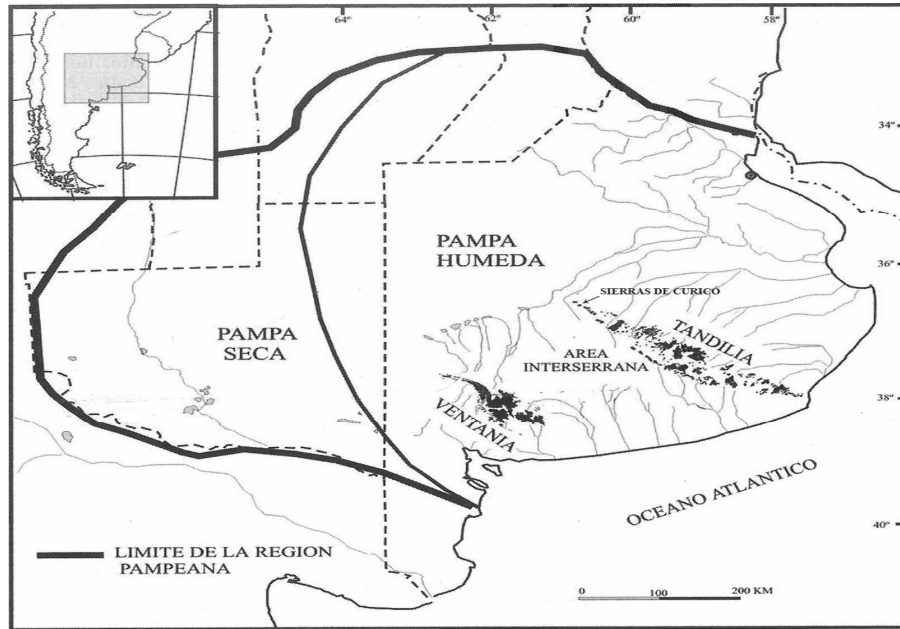 64°
62°
60°
58°
34°
PAMPA
HUMEDA
36°
SIERRAS DE CURICO
PAMPA
SECA
TANDILIA
AREA
INTERSERRANA
38°
VENTANIA
OCEANO ATLANTICO
40°
LIMITE DE LA REGION
PAMPEANA
0 100 200 KM